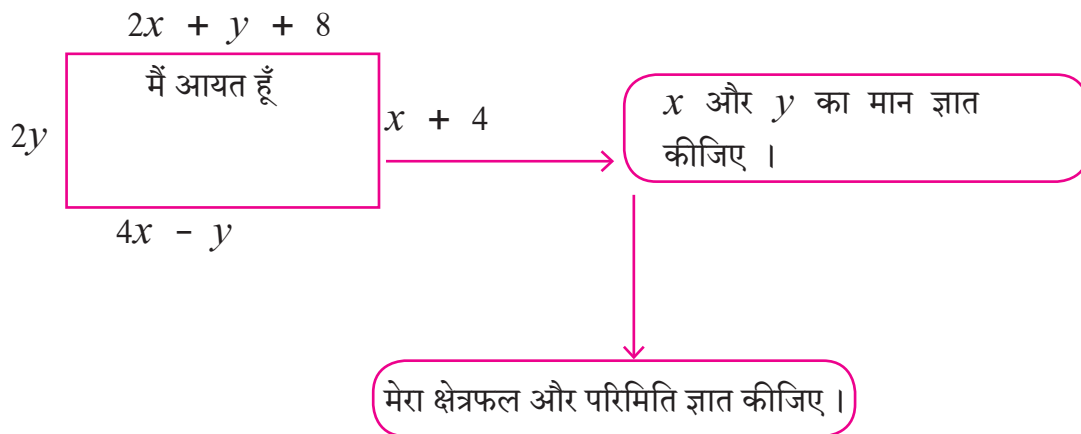 2x + y + 8
मैं आयत हूँ
2y
x + 4
4x - y
x और y का मान ज्ञात
कीजिए ।
मेरा क्षेत्रफल और परिमिति ज्ञात कीजिए ।